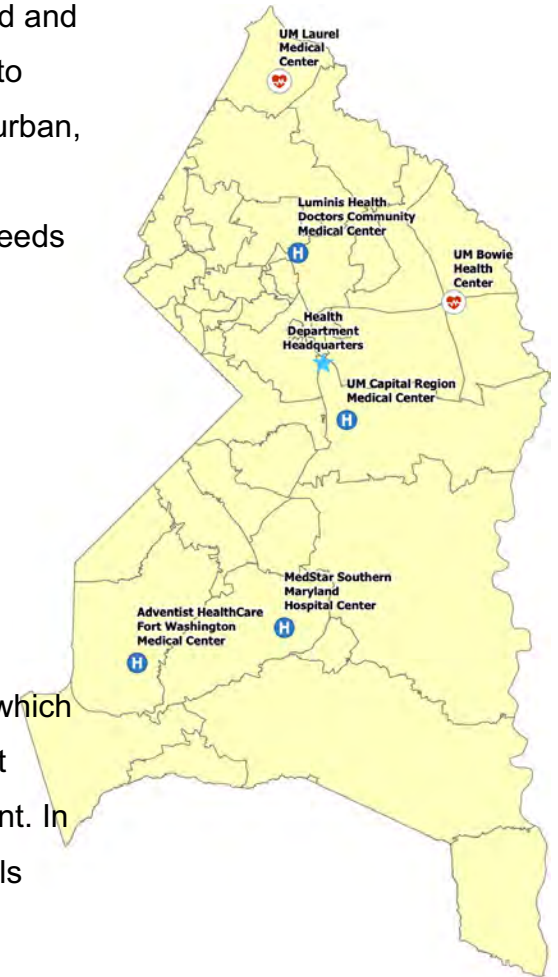 d and
to
urban,
eeds
which
t
nt. In
ls
UM Laurel
Medical
Center
Luminis Health
Doctors Community
Medical Center
H
UM Bowie
Health
Center
Health
Department
Headquarters
UM Capital Region
Medical Center
H
MedStar Southern
Maryland
Hospital Center
H
Adventist HealthCare
Fort Washington
Medical Center
H